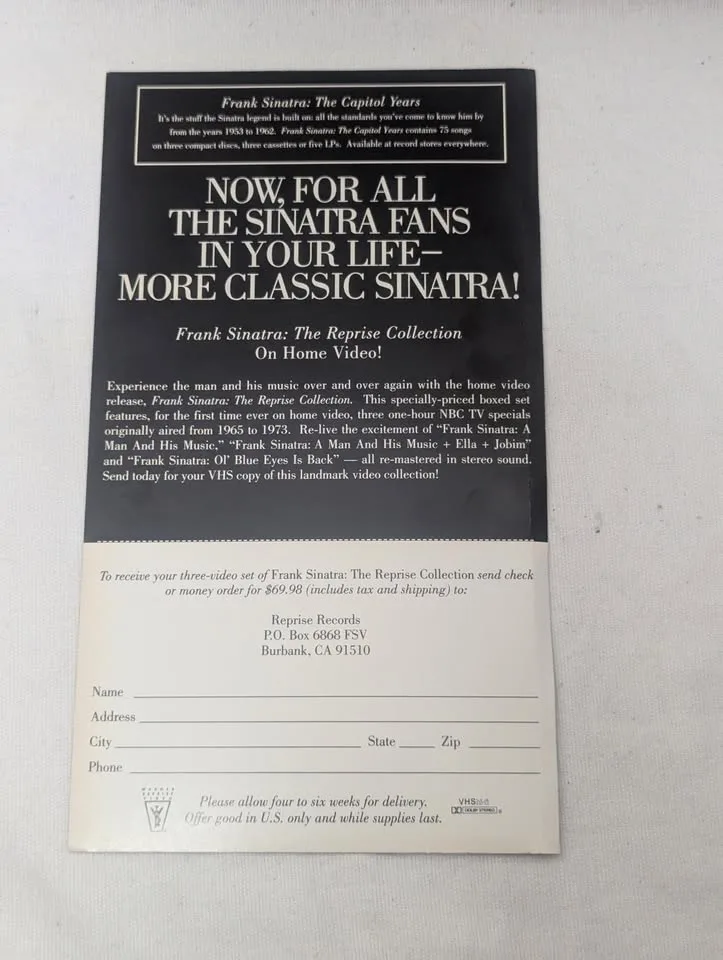 Frank Sinatra: The Capitol Years
It's the stuff the Sinatra legend is built on: all the standards you've come to know him by
from the years 1953 to 1962. Frank Sinatra: The Capitol Years contains 75 songs
on three compact discs, three cassettes or five LPs. Available at record stores everywhere.
NOW, FOR ALL
THE SINATRA FANS
IN YOUR LIFE—
MORE CLASSIC SINATRA!
Frank Sinatra: The Reprise Collection
On Home Video!
Experience the man and his music over and over again with the home video
release, Frank Sinatra: The Reprise Collection. This specially-priced boxed set
features, for the first time ever on home video, three one-hour NBC TV specials
originally aired from 1965 to 1973. Re-live the excitement of “Frank Sinatra: A
Man And His Music,” “Frank Sinatra: A Man And His Music + Ella + Jobim”
and “Frank Sinatra: Ol' Blue Eyes Is Back” — all re-mastered in stereo sound.
Send today for your VHS copy of this landmark video collection!
To receive your three-video set of Frank Sinatra: The Reprise Collection send check
or money order for $69.98 (includes tax and shipping) to:
Reprise Records
P.O. Box 6868 FSV
Burbank, CA 91510
Name
Address
City State Zip
Phone
WARNER
REPRISE
VIDEO
Please allow four to six weeks for delivery.
Offer good in U.S. only and while supplies last.
VHS
DOLBY STEREO